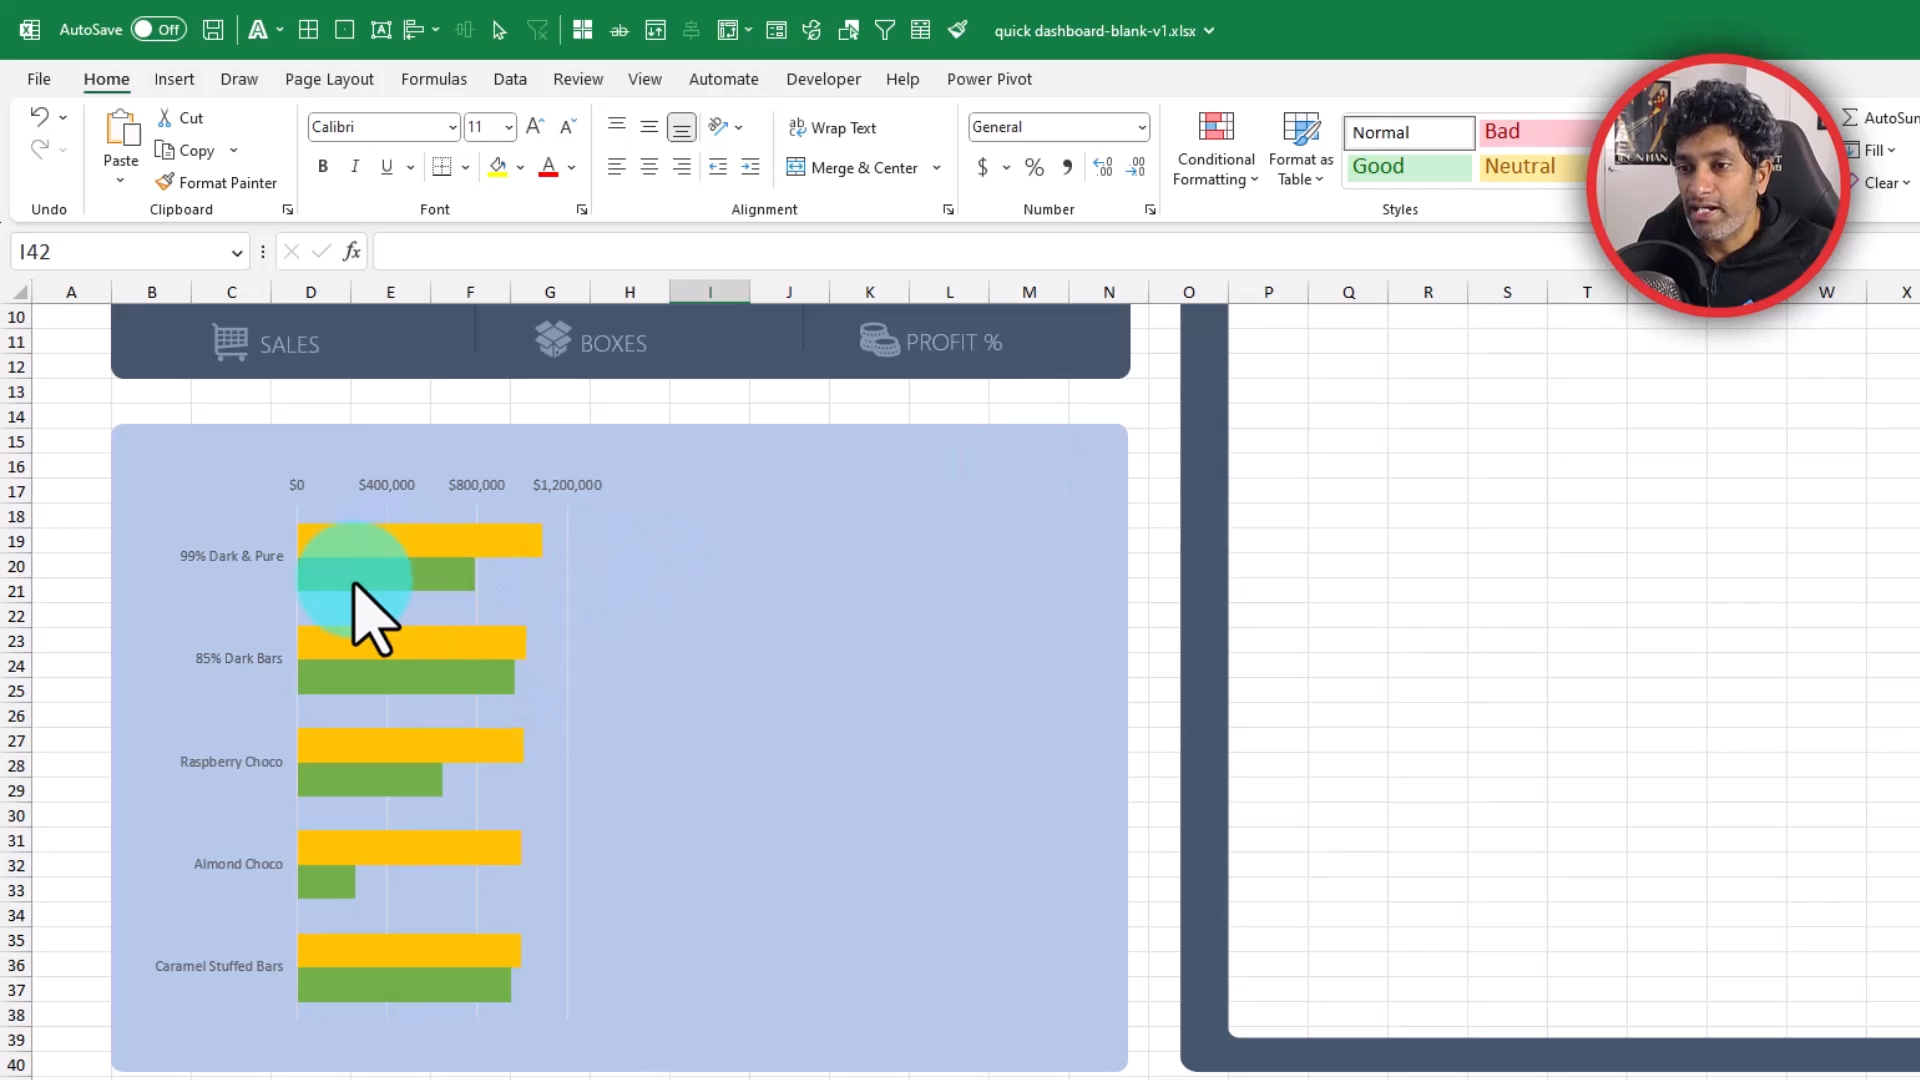 AutoSave Off quick dashboard-blank-v1.xlsx
File Home Insert Draw Page Layout Formulas Data Review View Automate Developer Help Power Pivot
Cut
Copy
Format Painter
Paste
Undo Clipboard
Calibri 11
B I U A
Font
Wrap Text
Merge & Center
Alignment
General
$ %
Number
Conditional Formatting
Format as Table
Normal Bad
Good Neutral
Styles
Fill
Clear
I42 fx
A B C D E F G H I J K L M N O P Q R S T W X
10
11
12
13
14
15
16
17
18
19
20
21
22
23
24
25
26
27
28
29
30
31
32
33
34
35
36
37
38
39
40
SALES BOXES PROFIT %
$0 $400,000 $800,000 $1,200,000
99% Dark & Pure
85% Dark Bars
Raspberry Choco
Almond Choco
Caramel Stuffed Bars